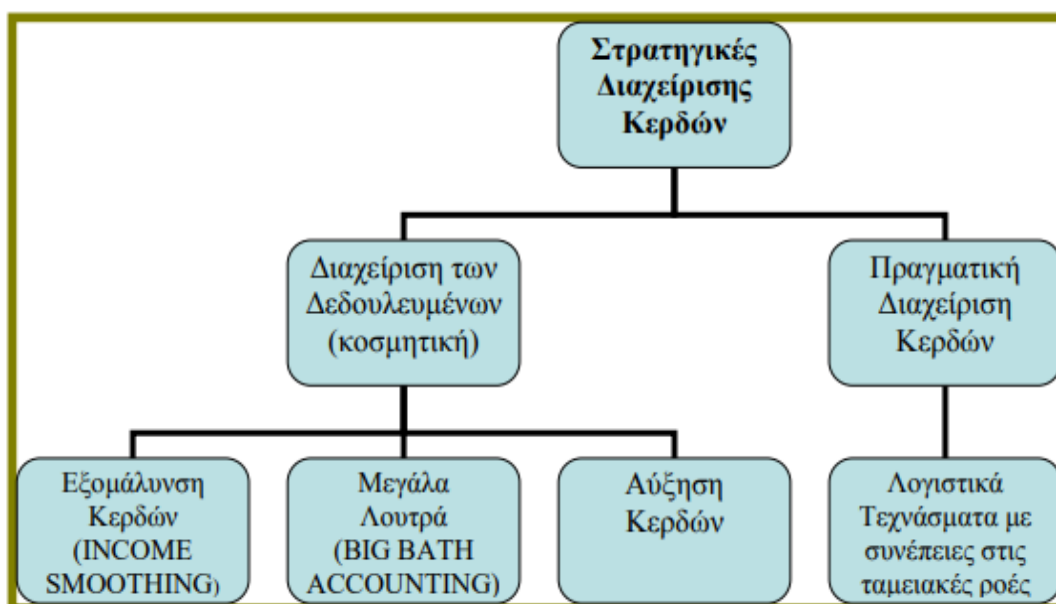 Στρατηγικές
Διαχείρισης
Κερδών
Διαχείριση των
Δεδουλευμένων
(κοσμητική)
Πραγματική
Διαχείριση
Κερδών
Εξομάλυνση
Κερδών
(INCOME
SMOOTHING)
Μεγάλα
Λουτρά
(BIG BATH
ACCOUNTING)
Αύξηση
Κερδών
Λογιστικά
Τεχνάσματα με
συνέπειες στις
ταμειακές ροές